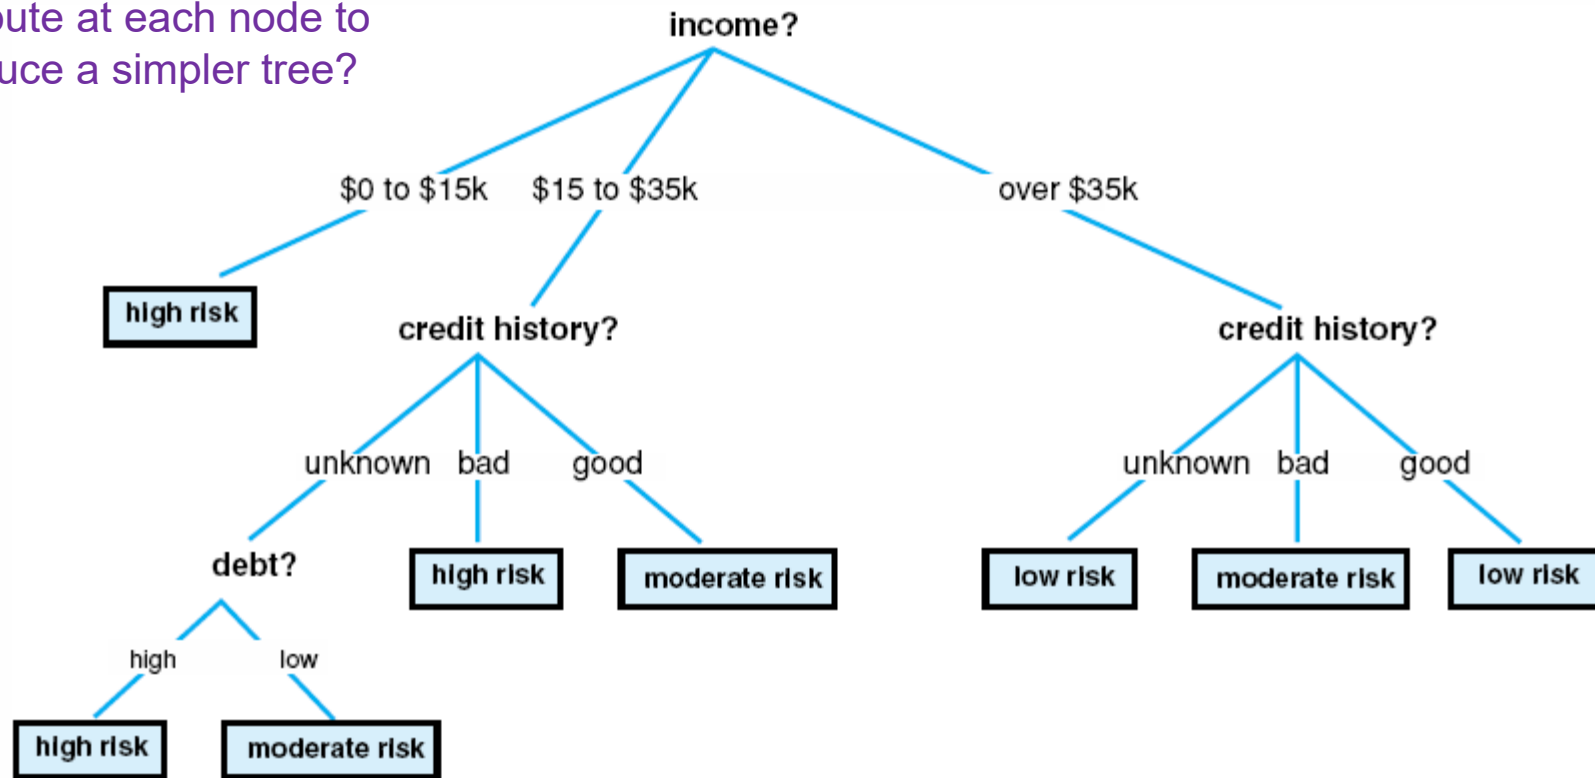 income?
$0 to $15k $15 to $35k over $35k
high risk
credit history? credit history?
unknown bad good unknown bad good
debt? high risk moderate risk low risk moderate risk low risk
high low
high risk moderate risk
at each node to
a simpler tree?